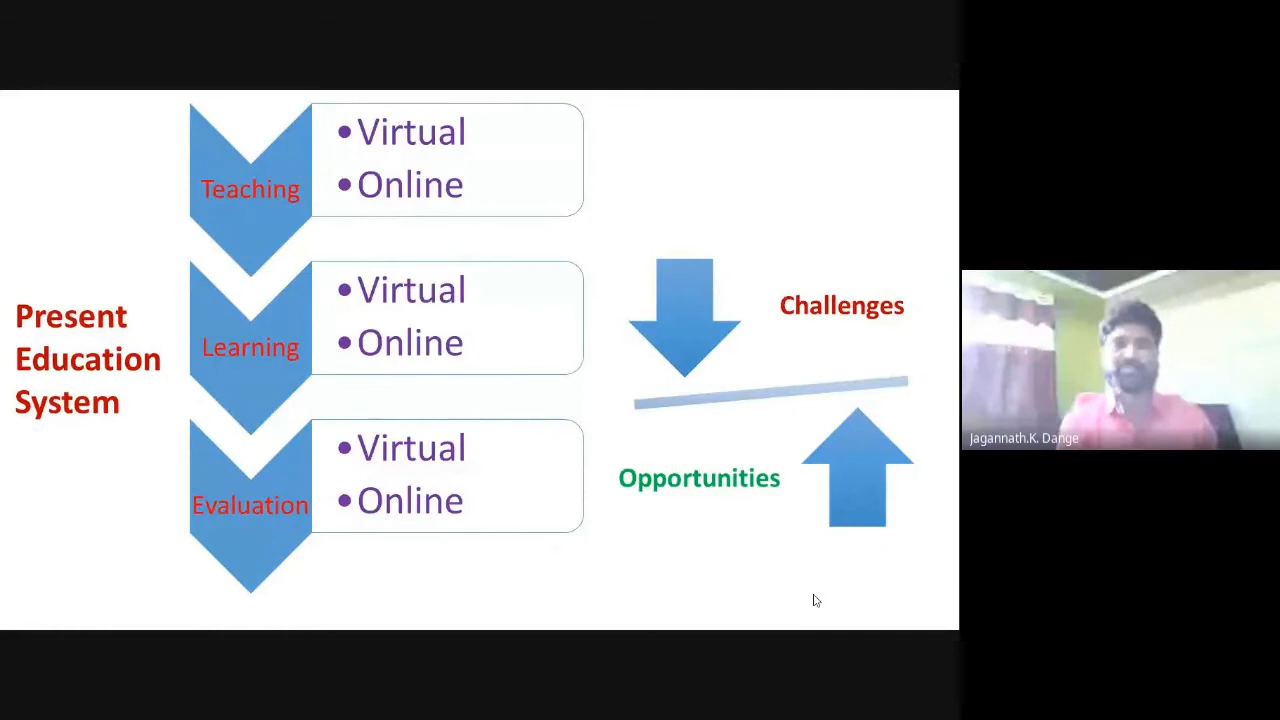 Present
Education
System
Teaching
•Virtual
•Online
Learning
•Virtual
•Online
Evaluation
•Virtual
•Online
Challenges
Opportunities
Jagannath.K. Dange